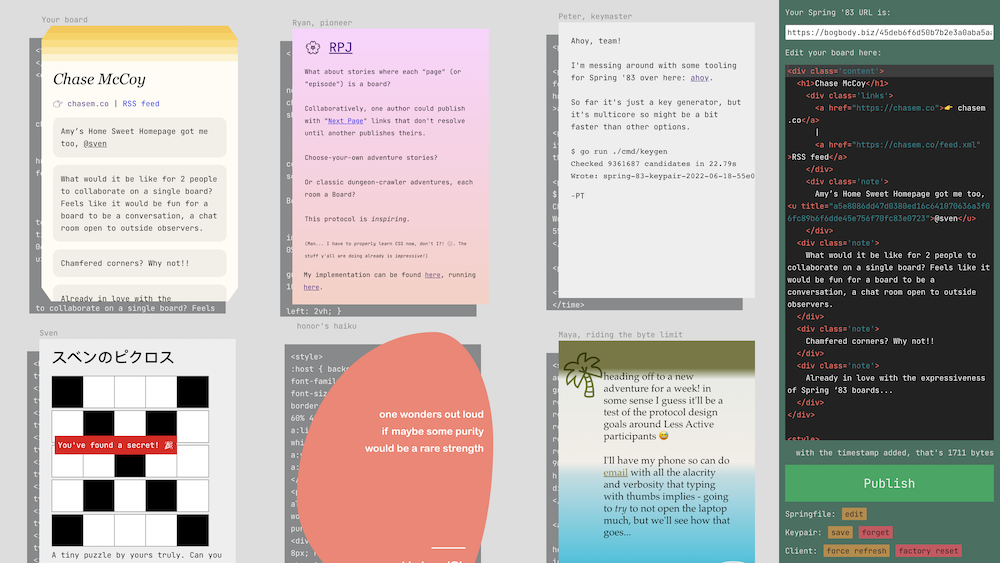 Your board
Chase McCoy
👉 chasem.co | RSS feed
Amy’s Home Sweet Homepage got me
too, @sven
What would it be like for 2 people
to collaborate on a single board?
Feels like it would be fun for a
board to be a conversation, a chat
room open to outside observers.
Chamfered corners? Why not!!
Already in love with the
to collaborate on a single board? Feels
Ryan, pioneer
RPJ
What about stories where each "page" (or
"episode") is a board?
Collaboratively, one author could publish
with "Next Page" links that don't resolve
until another publishes theirs.
Choose-your-own adventure stories?
Or classic dungeon-crawler adventures, each
room a Board?
This protocol is inspiring.
(Man... I have to properly learn CSS now, don't I?! 😅. The
stuff y'all are doing already is impressive!)
My implementation can be found here, running
here.
left: 2vh; }
Peter, keymaster
Ahoy, team!
I'm messing around with some tooling
for Spring '83 over here: ahoy.
So far it's just a key generator, but
it's multicore so might be a bit
faster than other options.
$ go run ./cmd/keygen
Checked 9361687 candidates in 22.79s
Wrote: spring-83-keypair-2022-06-18-55e0
-PT
</time>
Sven
スベンのピクロス
You've found a secret! 🎉
A tiny puzzle by yours truly. Can you
honor's haiku
<style>
:host { backg
font-famil
font-size
border
60% 4
a:li
whi
a:
}
</
<p
purp
<div
8px; f
<h
one wonders out loud
if maybe some purity
would be a rare strength
Maya, riding the byte limit
heading off to a new
adventure for a week! in
some sense I guess it'll be a
test of the protocol design
goals around Less Active
participants 😅
I'll have my phone so can do
email with all the alacrity
and verbosity that typing
with thumbs implies - going
to try to not open the laptop
much, but we'll see how that
goes...
Your Spring '83 URL is:
https://bogbody.biz/45deb6f6d50b7b2e3a0aba5aa
Edit your board here:
<div class='content'>
<h1>Chase McCoy</h1>
<div class='links'>
<a href="https://chasem.co">👉 chasem
.co</a>
|
<a href="https://chasem.co/feed.xml"
>RSS feed</a>
</div>
<div class='note'>
Amy’s Home Sweet Homepage got me too,
<u title="a5e8086dd47d0380ed16c641070636a3f0
6fc89b6f6dde45e756f70fc83e0723">@sven</u>
</div>
<div class='note'>
What would it be like for 2 people to
collaborate on a single board? Feels like it
would be fun for a board to be a
conversation, a chat room open to outside
observers.
</div>
<div class='note'>
Chamfered corners? Why not!!
</div>
<div class='note'>
Already in love with the expressiveness
of Spring ‘83 boards...
</div>
</div>
<style>
with the timestamp added, that's 1711 bytes
Publish
Springfile: edit
Keypair: save forget
Client: force refresh factory reset